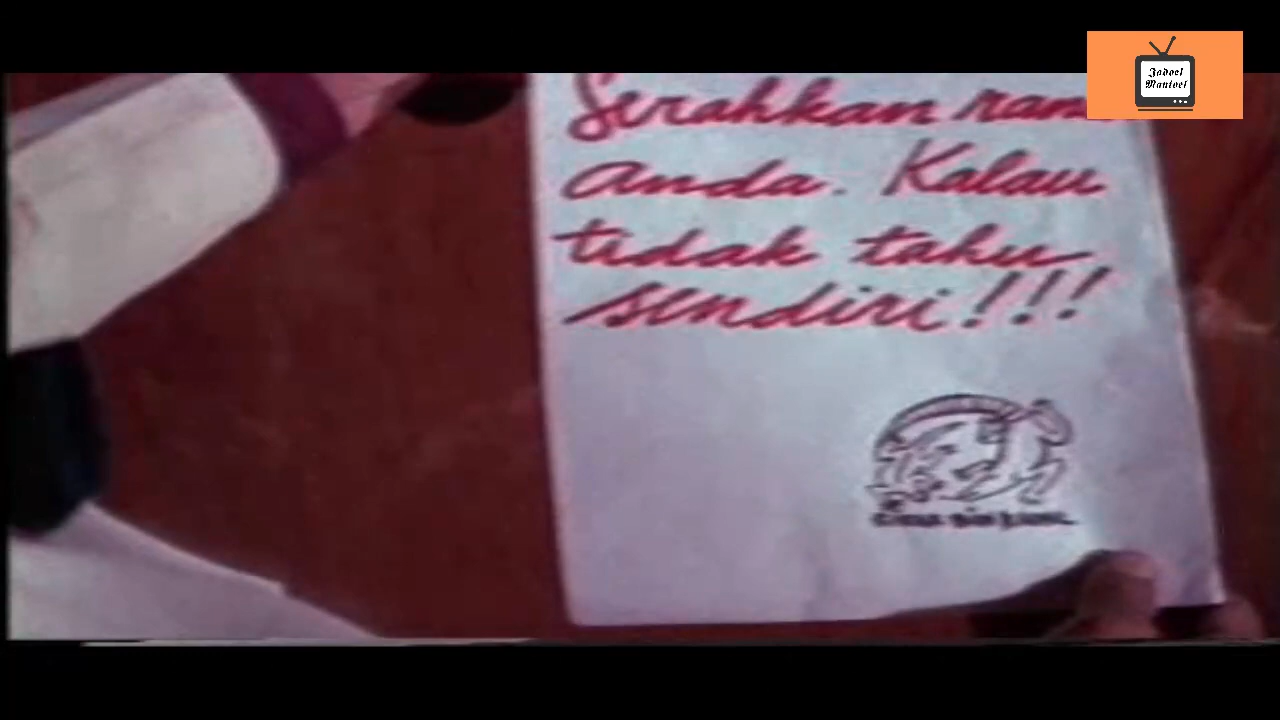 Jadoel
Mantoel
Serahkan
anda. Kalau
tidak tahu
sendiri!!!